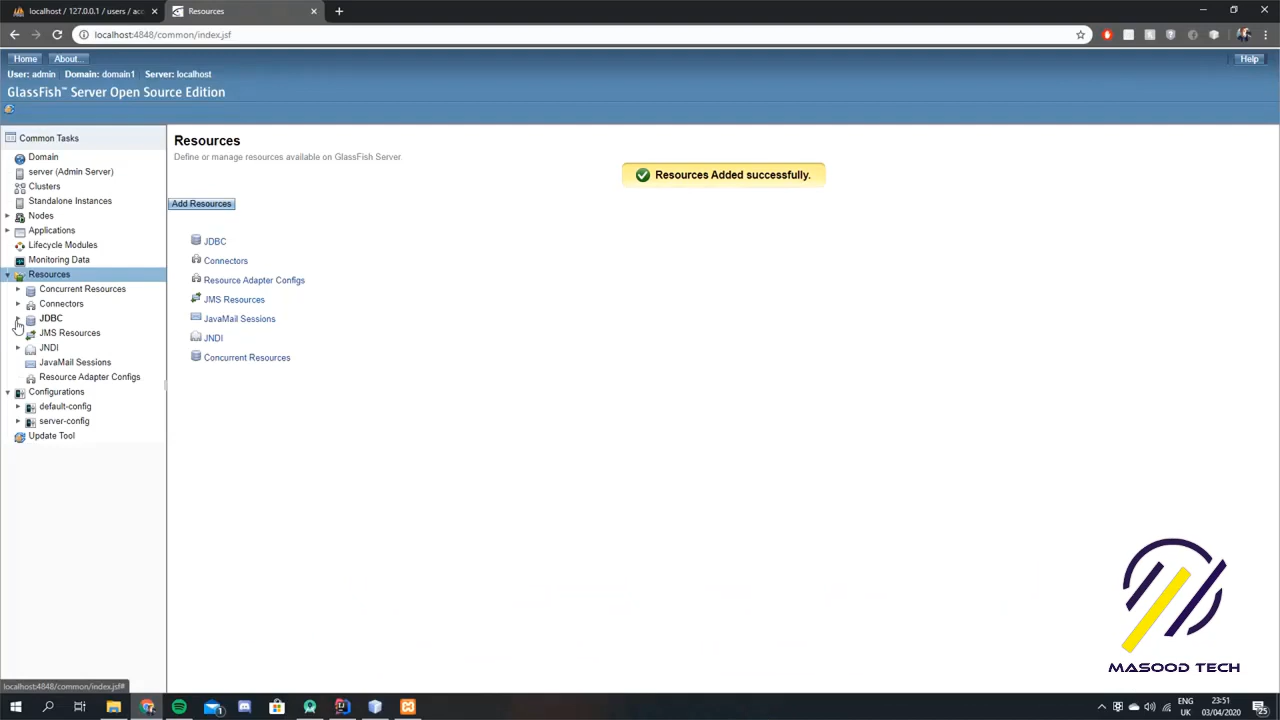 localhost / 127.0.0.1 / users / acc
Resources
localhost:4848/common/index.jsf
Home
About...
Help
User: admin Domain: domain1 Server: localhost
GlassFish™ Server Open Source Edition
Common Tasks
Domain
server (Admin Server)
Clusters
Standalone Instances
Nodes
Applications
Lifecycle Modules
Monitoring Data
Resources
Concurrent Resources
Connectors
JDBC
JMS Resources
JNDI
JavaMail Sessions
Resource Adapter Configs
Configurations
default-config
server-config
Update Tool
Resources
Define or manage resources available on GlassFish Server.
Resources Added successfully.
Add Resources
JDBC
Connectors
Resource Adapter Configs
JMS Resources
JavaMail Sessions
JNDI
Concurrent Resources
MASOOD TECH
localhost:4848/common/index.jsf#
ENG
UK
23:51
03/04/2020
25